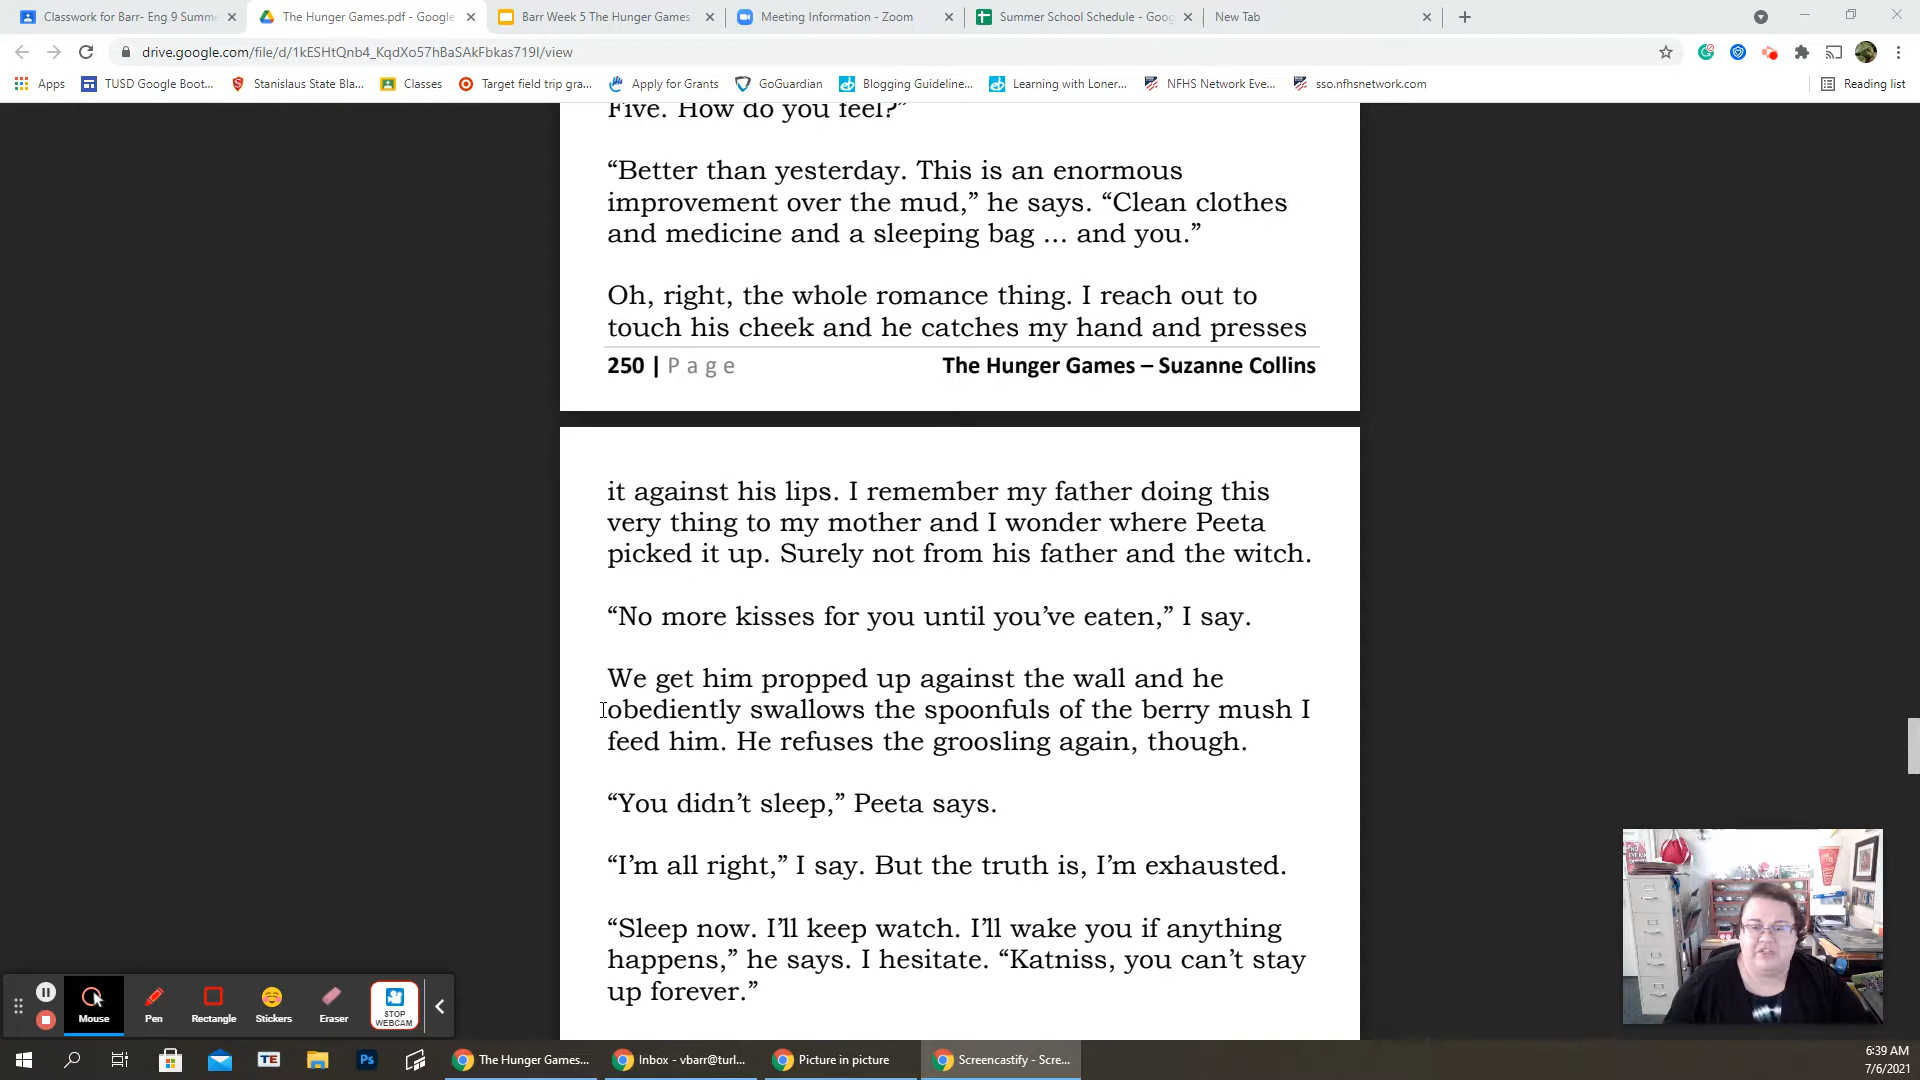 Classwork for Barr- Eng 9 Summe
The Hunger Games.pdf - Google
Barr Week 5 The Hunger Games
Meeting Information - Zoom
Summer School Schedule - Goog
New Tab
drive.google.com/file/d/1kESHtQnb4_KqdXo57hBaSAkFbkas719I/view
Apps
TUSD Google Boot...
Stanislaus State Bla...
Classes
Target field trip gra...
Apply for Grants
GoGuardian
Blogging Guideline...
Learning with Loner...
NFHS Network Eve...
sso.nfhsnetwork.com
Reading list
Five. How do you feel?”
“Better than yesterday. This is an enormous
improvement over the mud,” he says. “Clean clothes
and medicine and a sleeping bag ... and you.”
Oh, right, the whole romance thing. I reach out to
touch his cheek and he catches my hand and presses
250 | Page
The Hunger Games – Suzanne Collins
it against his lips. I remember my father doing this
very thing to my mother and I wonder where Peeta
picked it up. Surely not from his father and the witch.
“No more kisses for you until you’ve eaten,” I say.
We get him propped up against the wall and he
obediently swallows the spoonfuls of the berry mush I
feed him. He refuses the groosling again, though.
“You didn’t sleep,” Peeta says.
“I’m all right,” I say. But the truth is, I’m exhausted.
“Sleep now. I’ll keep watch. I’ll wake you if anything
happens,” he says. I hesitate. “Katniss, you can’t stay
up forever.”
Mouse
Pen
Rectangle
Stickers
Eraser
STOP
WEBCAM
TE
Ps
The Hunger Games...
Inbox - vbarr@turl...
Picture in picture
Screencastify - Scre...
6:39 AM
7/6/2021